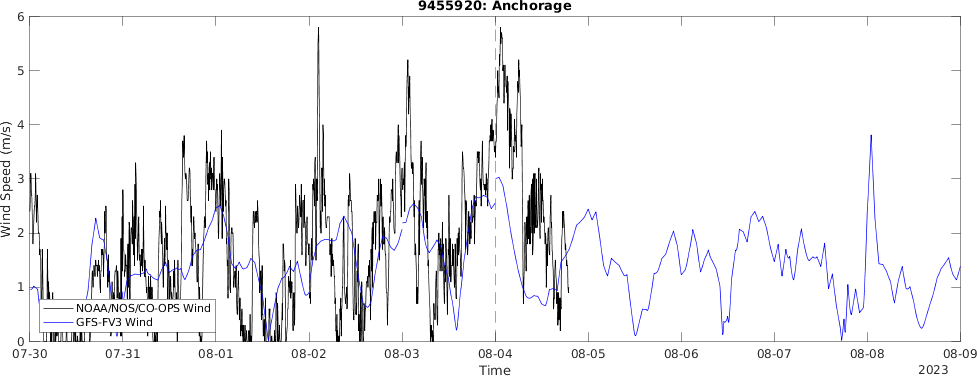 9455920: Anchorage
6
5
4
3
2
1
0
Wind Speed (m/s)
NOAA/NOS/CO-OPS Wind
GFS-FV3 Wind
07-30 07-31 08-01 08-02 08-03 08-04 08-05 08-06 08-07 08-08 08-09
Time
2023